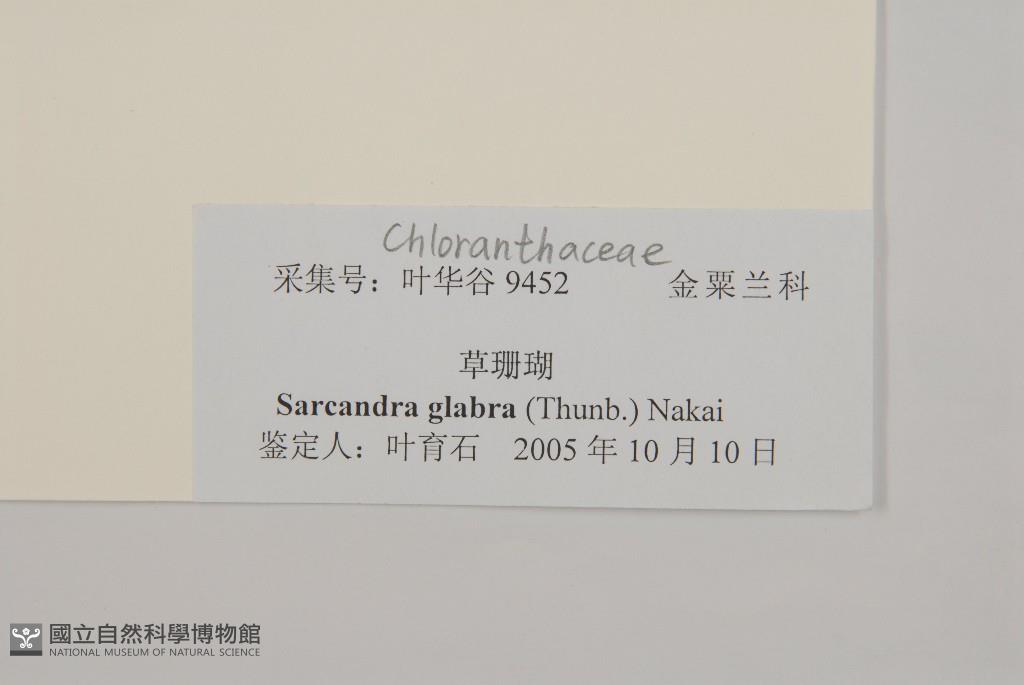 Chloranthaceae
采集号：叶华谷 9452 金粟兰科
草珊瑚
Sarcandra glabra (Thunb.) Nakai
鉴定人：叶育石 2005 年 10 月 10 日
國立自然科學博物館
NATIONAL MUSEUM OF NATURAL SCIENCE